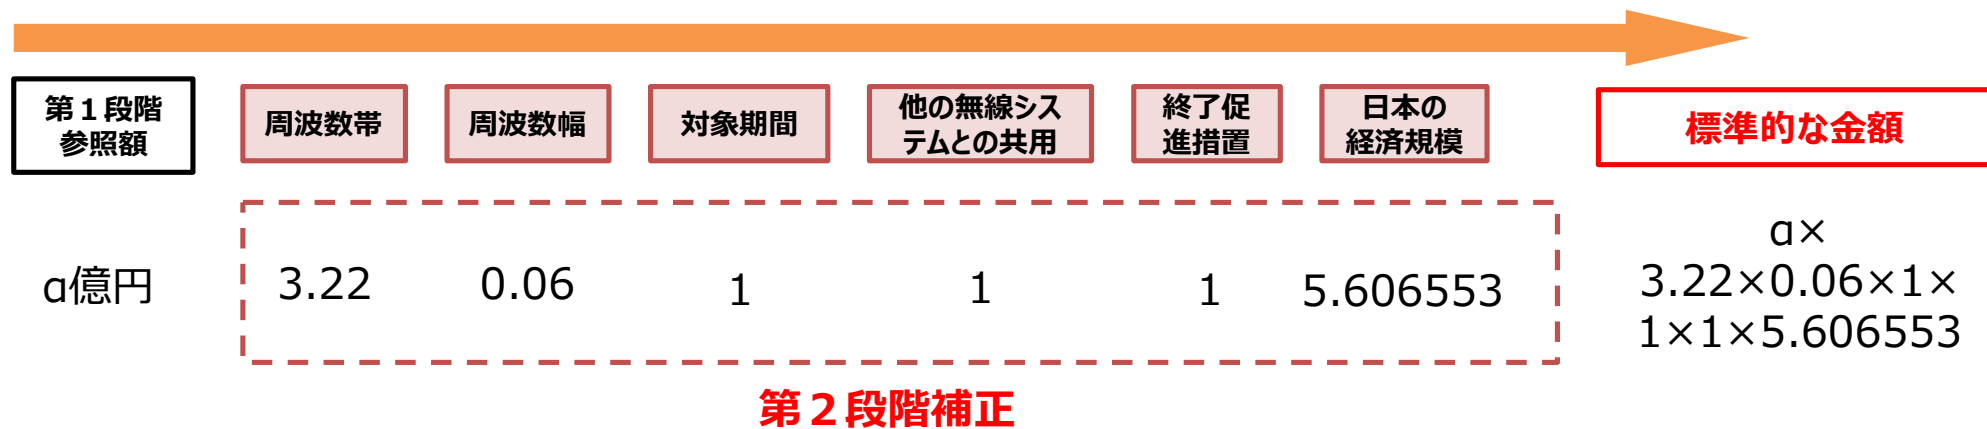 第１段階
参照額
周波数帯
周波数幅
対象期間
他の無線シス
テムとの共用
終了促
進措置
日本の
経済規模
標準的な金額
α億円
3.22
0.06
1
1
1
5.606553
α×
3.22×0.06×1×
1×1×5.606553
第２段階補正